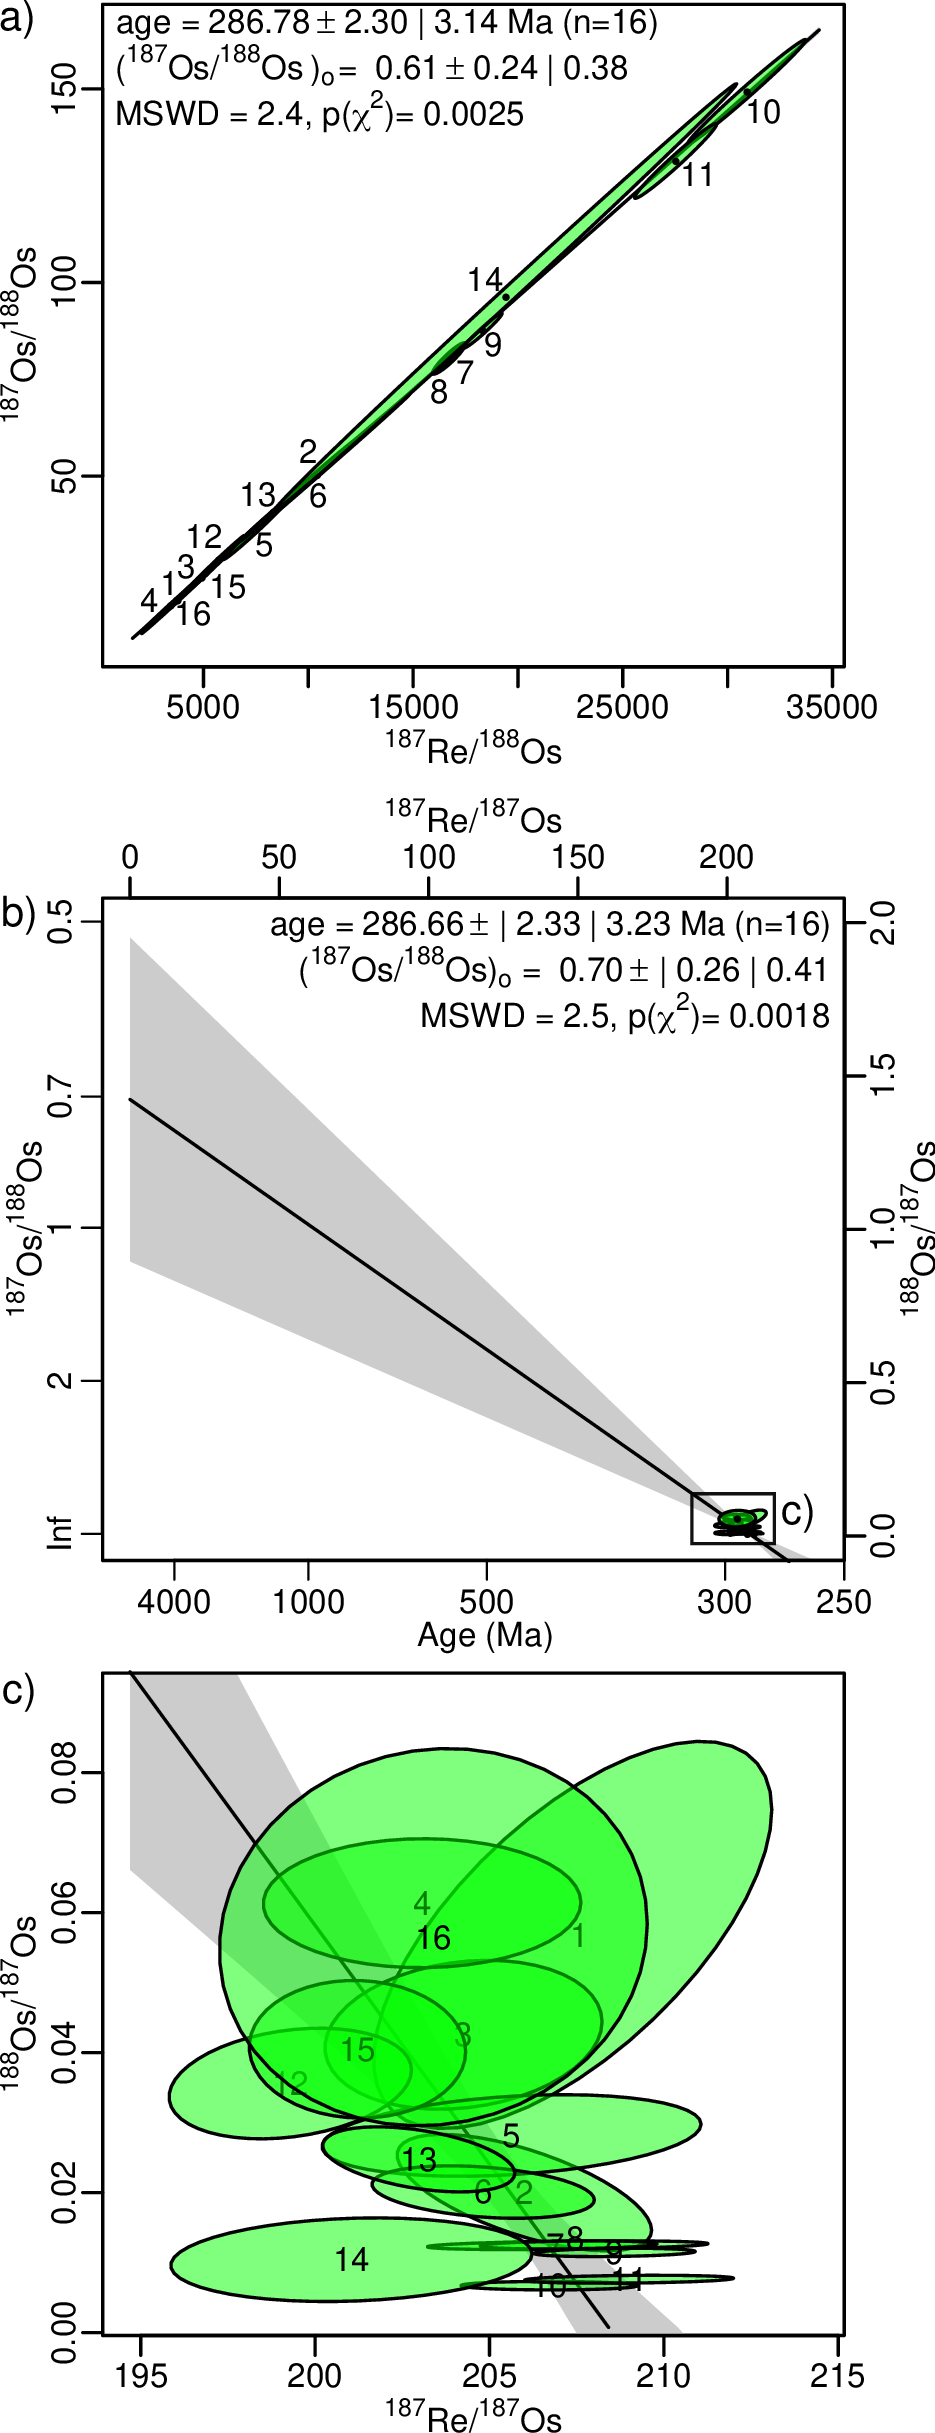 a)
age = 286.78 ± 2.30 | 3.14 Ma (n=16)
(¹⁸⁷Os/¹⁸⁸Os)ₒ = 0.61 ± 0.24 | 0.38
MSWD = 2.4, p(χ²)= 0.0025
150
100
50
¹⁸⁷Os/¹⁸⁸Os
10
11
14
9
7
8
2
6
13
5
12
3
1
15
4
16
5000 15000 25000 35000
¹⁸⁷Re/¹⁸⁸Os
¹⁸⁷Re/¹⁸⁷Os
0 50 100 150 200
b)
age = 286.66 ± | 2.33 | 3.23 Ma (n=16)
(¹⁸⁷Os/¹⁸⁸Os)ₒ = 0.70 ± | 0.26 | 0.41
MSWD = 2.5, p(χ²)= 0.0018
0.5
0.7
1
2
Inf
¹⁸⁷Os/¹⁸⁸Os
2.0
1.5
1.0
0.5
0.0
¹⁸⁸Os/¹⁸⁷Os
c)
4000 1000 500 300 250
Age (Ma)
c)
0.08
0.06
0.04
0.02
0.00
¹⁸⁸Os/¹⁸⁷Os
4
16
1
3
15
12
5
13
6
2
7
8
9
14
10
11
195 200 205 210 215
¹⁸⁷Re/¹⁸⁷Os